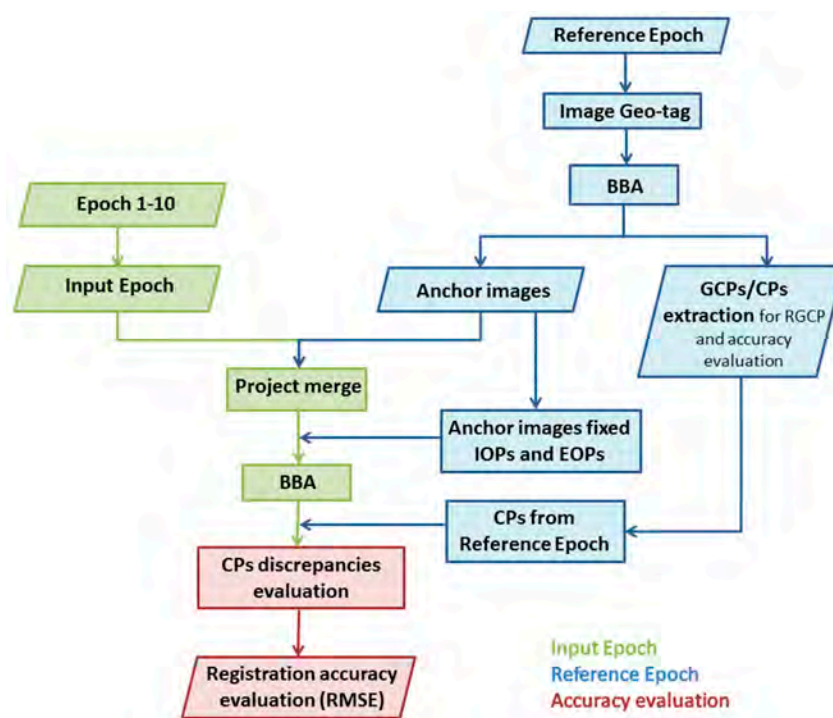 Reference Epoch
Image Geo-tag
BBA
Epoch 1-10
Input Epoch
Anchor images
GCPs/CPs
extraction for RGCP
and accuracy
evaluation
Project merge
Anchor images fixed
IOPs and EOPs
BBA
CPs from
Reference Epoch
CPs discrepancies
evaluation
Registration accuracy
evaluation (RMSE)
Input Epoch
Reference Epoch
Accuracy evaluation